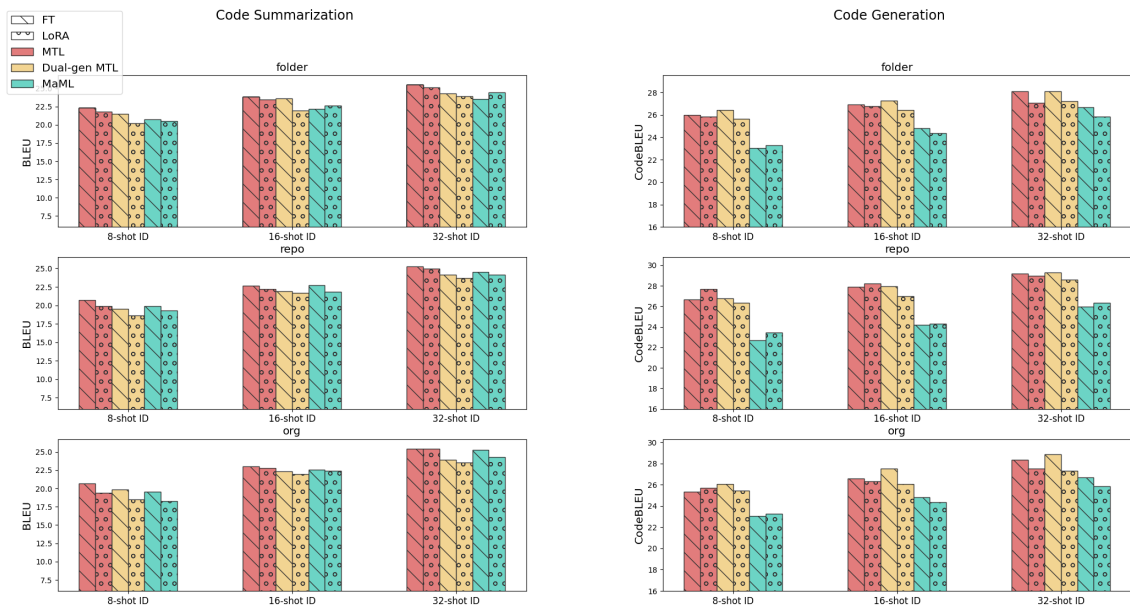 Code Summarization
FT
LoRA
MTL
Dual-gen MTL
MaML
folder
BLEU
22.5
20.0
17.5
15.0
12.5
10.0
7.5
8-shot ID
16-shot ID
32-shot ID
repo
BLEU
25.0
22.5
20.0
17.5
15.0
12.5
10.0
7.5
8-shot ID
16-shot ID
32-shot ID
org
BLEU
25.0
22.5
20.0
17.5
15.0
12.5
10.0
7.5
8-shot ID
16-shot ID
32-shot ID
Code Generation
folder
CodeBLEU
28
26
24
22
20
18
16
8-shot ID
16-shot ID
32-shot ID
repo
CodeBLEU
30
28
26
24
22
20
18
16
8-shot ID
16-shot ID
32-shot ID
org
CodeBLEU
30
28
26
24
22
20
18
16
8-shot ID
16-shot ID
32-shot ID